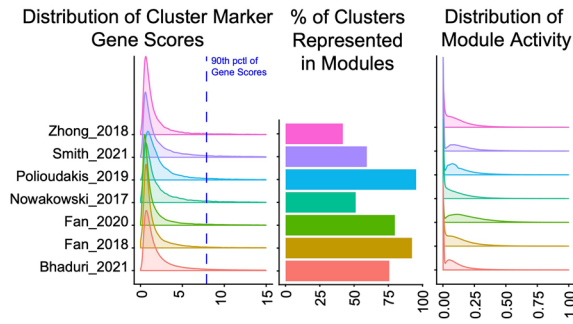 Distribution of Cluster Marker
Gene Scores
90th pctl of
Gene Scores
% of Clusters
Represented
in Modules
Distribution of
Module Activity
Zhong_2018
Smith_2021
Polioudakis_2019
Nowakowski_2017
Fan_2020
Fan_2018
Bhaduri_2021
0
5
10
15
0
25
50
75
100
0.00
0.25
0.50
0.75
1.00